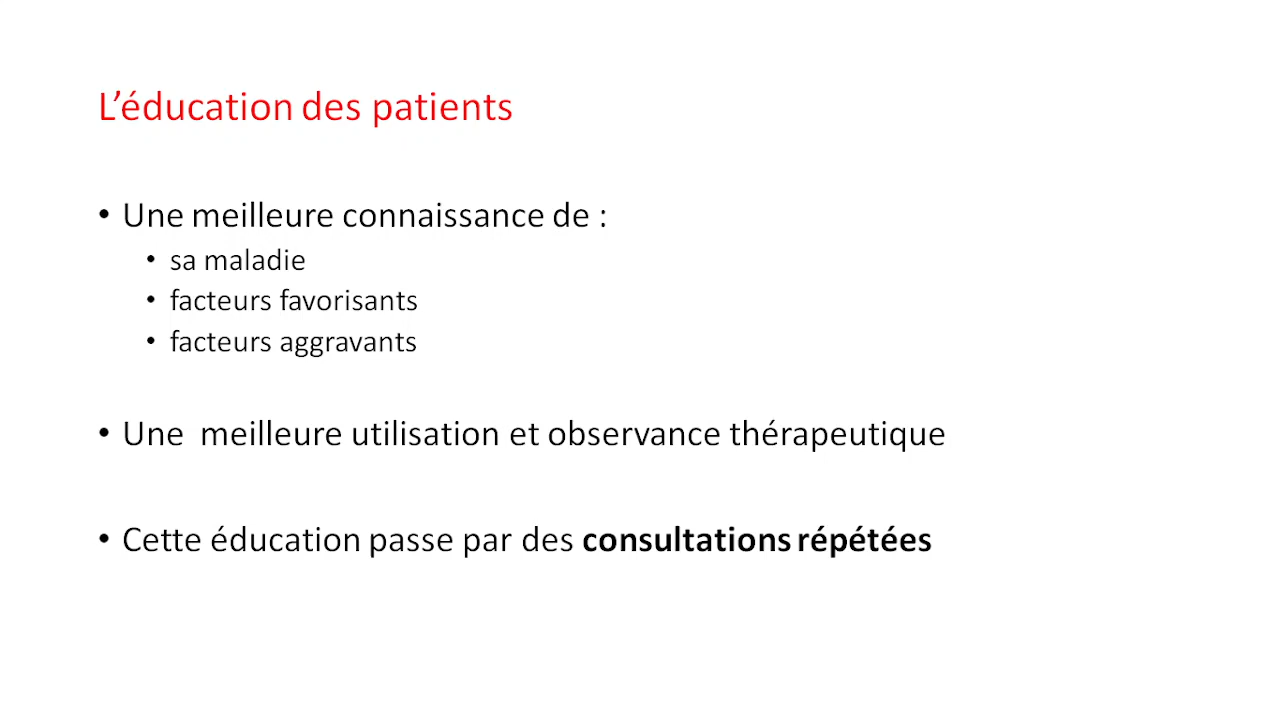 L’éducation des patients
• Une meilleure connaissance de :
• sa maladie
• facteurs favorisants
• facteurs aggravants
• Une  meilleure utilisation et observance thérapeutique
• Cette éducation passe par des consultations répétées